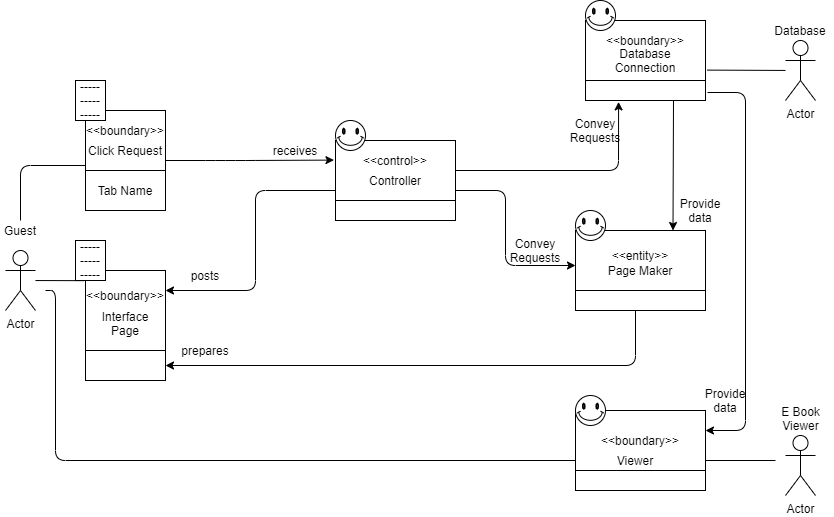 Database
<<boundary>>
Database
Connection
Actor
-----
-----
-----
<<boundary>>
Click Request
Tab Name
receives
<<control>>
Controller
Convey
Requests
Provide
data
Guest
Actor
-----
-----
-----
<<boundary>>
Interface
Page
posts
Convey
Requests
<<entity>>
Page Maker
prepares
Provide
data
<<boundary>>
Viewer
E Book
Viewer
Actor